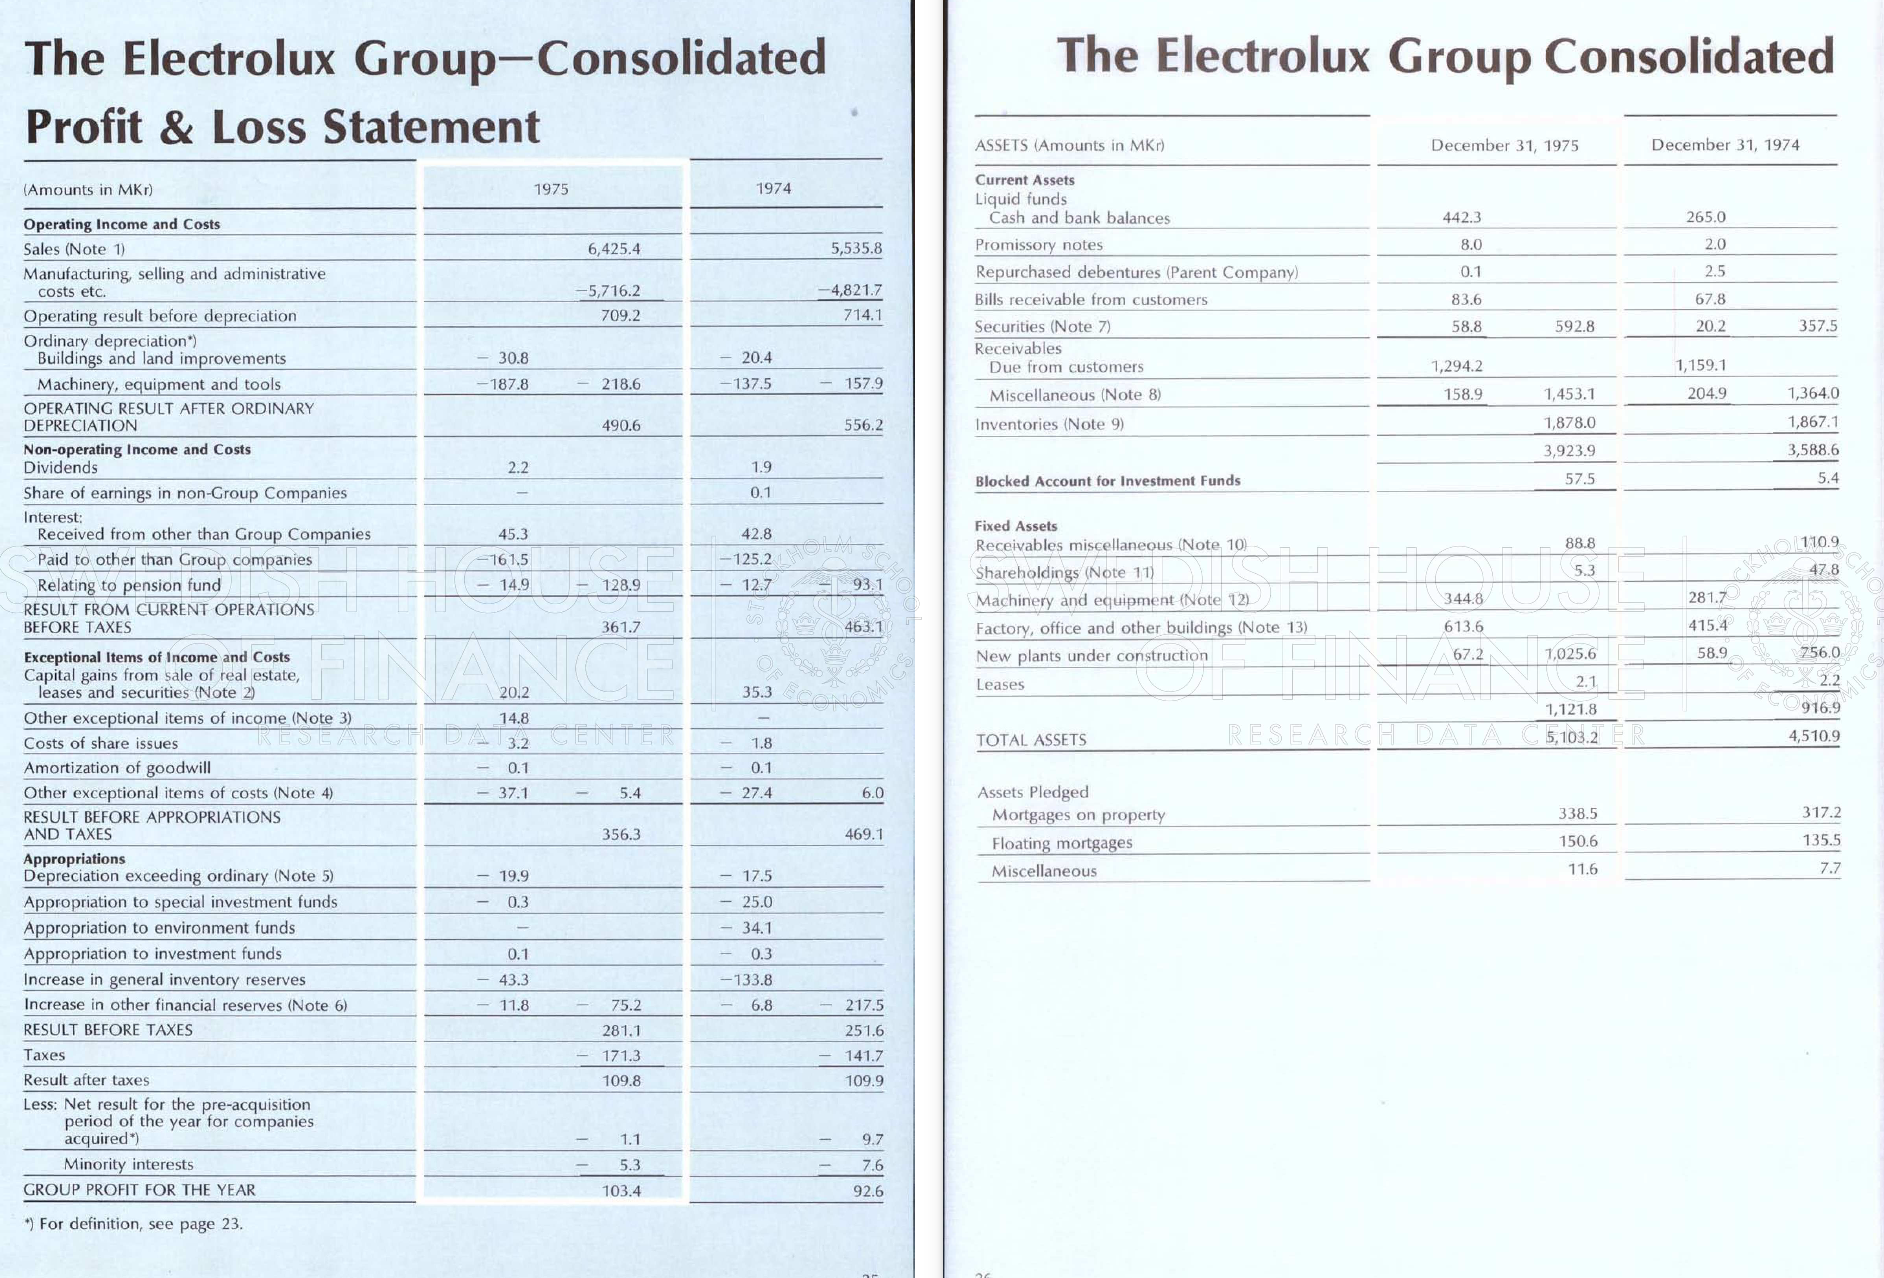 The Electrolux Group—Consolidated
Profit & Loss Statement
(Amounts in MKr) 1975 1974
Operating Income and Costs
Sales (Note 1) 6,425.4 5,535.8
Manufacturing, selling and administrative
costs etc. —5,716.2 —4,821.7
Operating result before depreciation 709.2 714.1
Ordinary depreciation*)
Buildings and land improvements — 30.8 — 20.4
Machinery, equipment and tools —187.8 — 218.6 —137.5 — 157.9
OPERATING RESULT AFTER ORDINARY
DEPRECIATION 490.6 556.2
Non-operating Income and Costs
Dividends 2.2 1.9
Share of earnings in non-Group Companies — 0.1
Interest:
Received from other than Group Companies 45.3 42.8
Paid to other than Group companies —161.5 —125.2
Relating to pension fund — 14.9 — 128.9 — 12.7 — 93.1
RESULT FROM CURRENT OPERATIONS
BEFORE TAXES 361.7 463.1
Exceptional Items of Income and Costs
Capital gains from sale of real estate,
leases and securities (Note 2) 20.2 35.3
Other exceptional items of income (Note 3) 14.8 —
Costs of share issues — 3.2 — 1.8
Amortization of goodwill — 0.1 — 0.1
Other exceptional items of costs (Note 4) — 37.1 — 5.4 — 27.4 6.0
RESULT BEFORE APPROPRIATIONS
AND TAXES 356.3 469.1
Appropriations
Depreciation exceeding ordinary (Note 5) — 19.9 — 17.5
Appropriation to special investment funds — 0.3 — 25.0
Appropriation to environment funds — — 34.1
Appropriation to investment funds 0.1 — 0.3
Increase in general inventory reserves — 43.3 —133.8
Increase in other financial reserves (Note 6) — 11.8 — 75.2 — 6.8 — 217.5
RESULT BEFORE TAXES 281.1 251.6
Taxes — 171.3 — 141.7
Result after taxes 109.8 109.9
Less: Net result for the pre-acquisition
period of the year for companies
acquired*) — 1.1 — 9.7
Minority interests — 5.3 — 7.6
GROUP PROFIT FOR THE YEAR 103.4 92.6
*) For definition, see page 23.
The Electrolux Group Consolidated
ASSETS (Amounts in MKr) December 31, 1975 December 31, 1974
Current Assets
Liquid funds
Cash and bank balances 442.3 265.0
Promissory notes 8.0 2.0
Repurchased debentures (Parent Company) 0.1 2.5
Bills receivable from customers 83.6 67.8
Securities (Note 7) 58.8 592.8 20.2 357.5
Receivables
Due from customers 1,294.2 1,159.1
Miscellaneous (Note 8) 158.9 1,453.1 204.9 1,364.0
Inventories (Note 9) 1,878.0 1,867.1
3,923.9 3,588.6
Blocked Account for Investment Funds 57.5 5.4
Fixed Assets
Receivables miscellaneous (Note 10) 88.8 110.9
Shareholdings (Note 11) 5.3 47.8
Machinery and equipment (Note 12) 344.8 281.7
Factory, office and other buildings (Note 13) 613.6 415.4
New plants under construction 67.2 1,025.6 58.9 756.0
Leases 2.1 2.2
1,121.8 916.9
TOTAL ASSETS 5,103.2 4,510.9
Assets Pledged
Mortgages on property 338.5 317.2
Floating mortgages 150.6 135.5
Miscellaneous 11.6 7.7
SWEDISH HOUSE
OF FINANCE
RESEARCH DATA CENTER
STOCKHOLM SCHOOL
OF ECONOMICS
SWEDISH HOUSE
OF FINANCE
RESEARCH DATA CENTER
STOCKHOLM SCHOOL
OF ECONOMICS